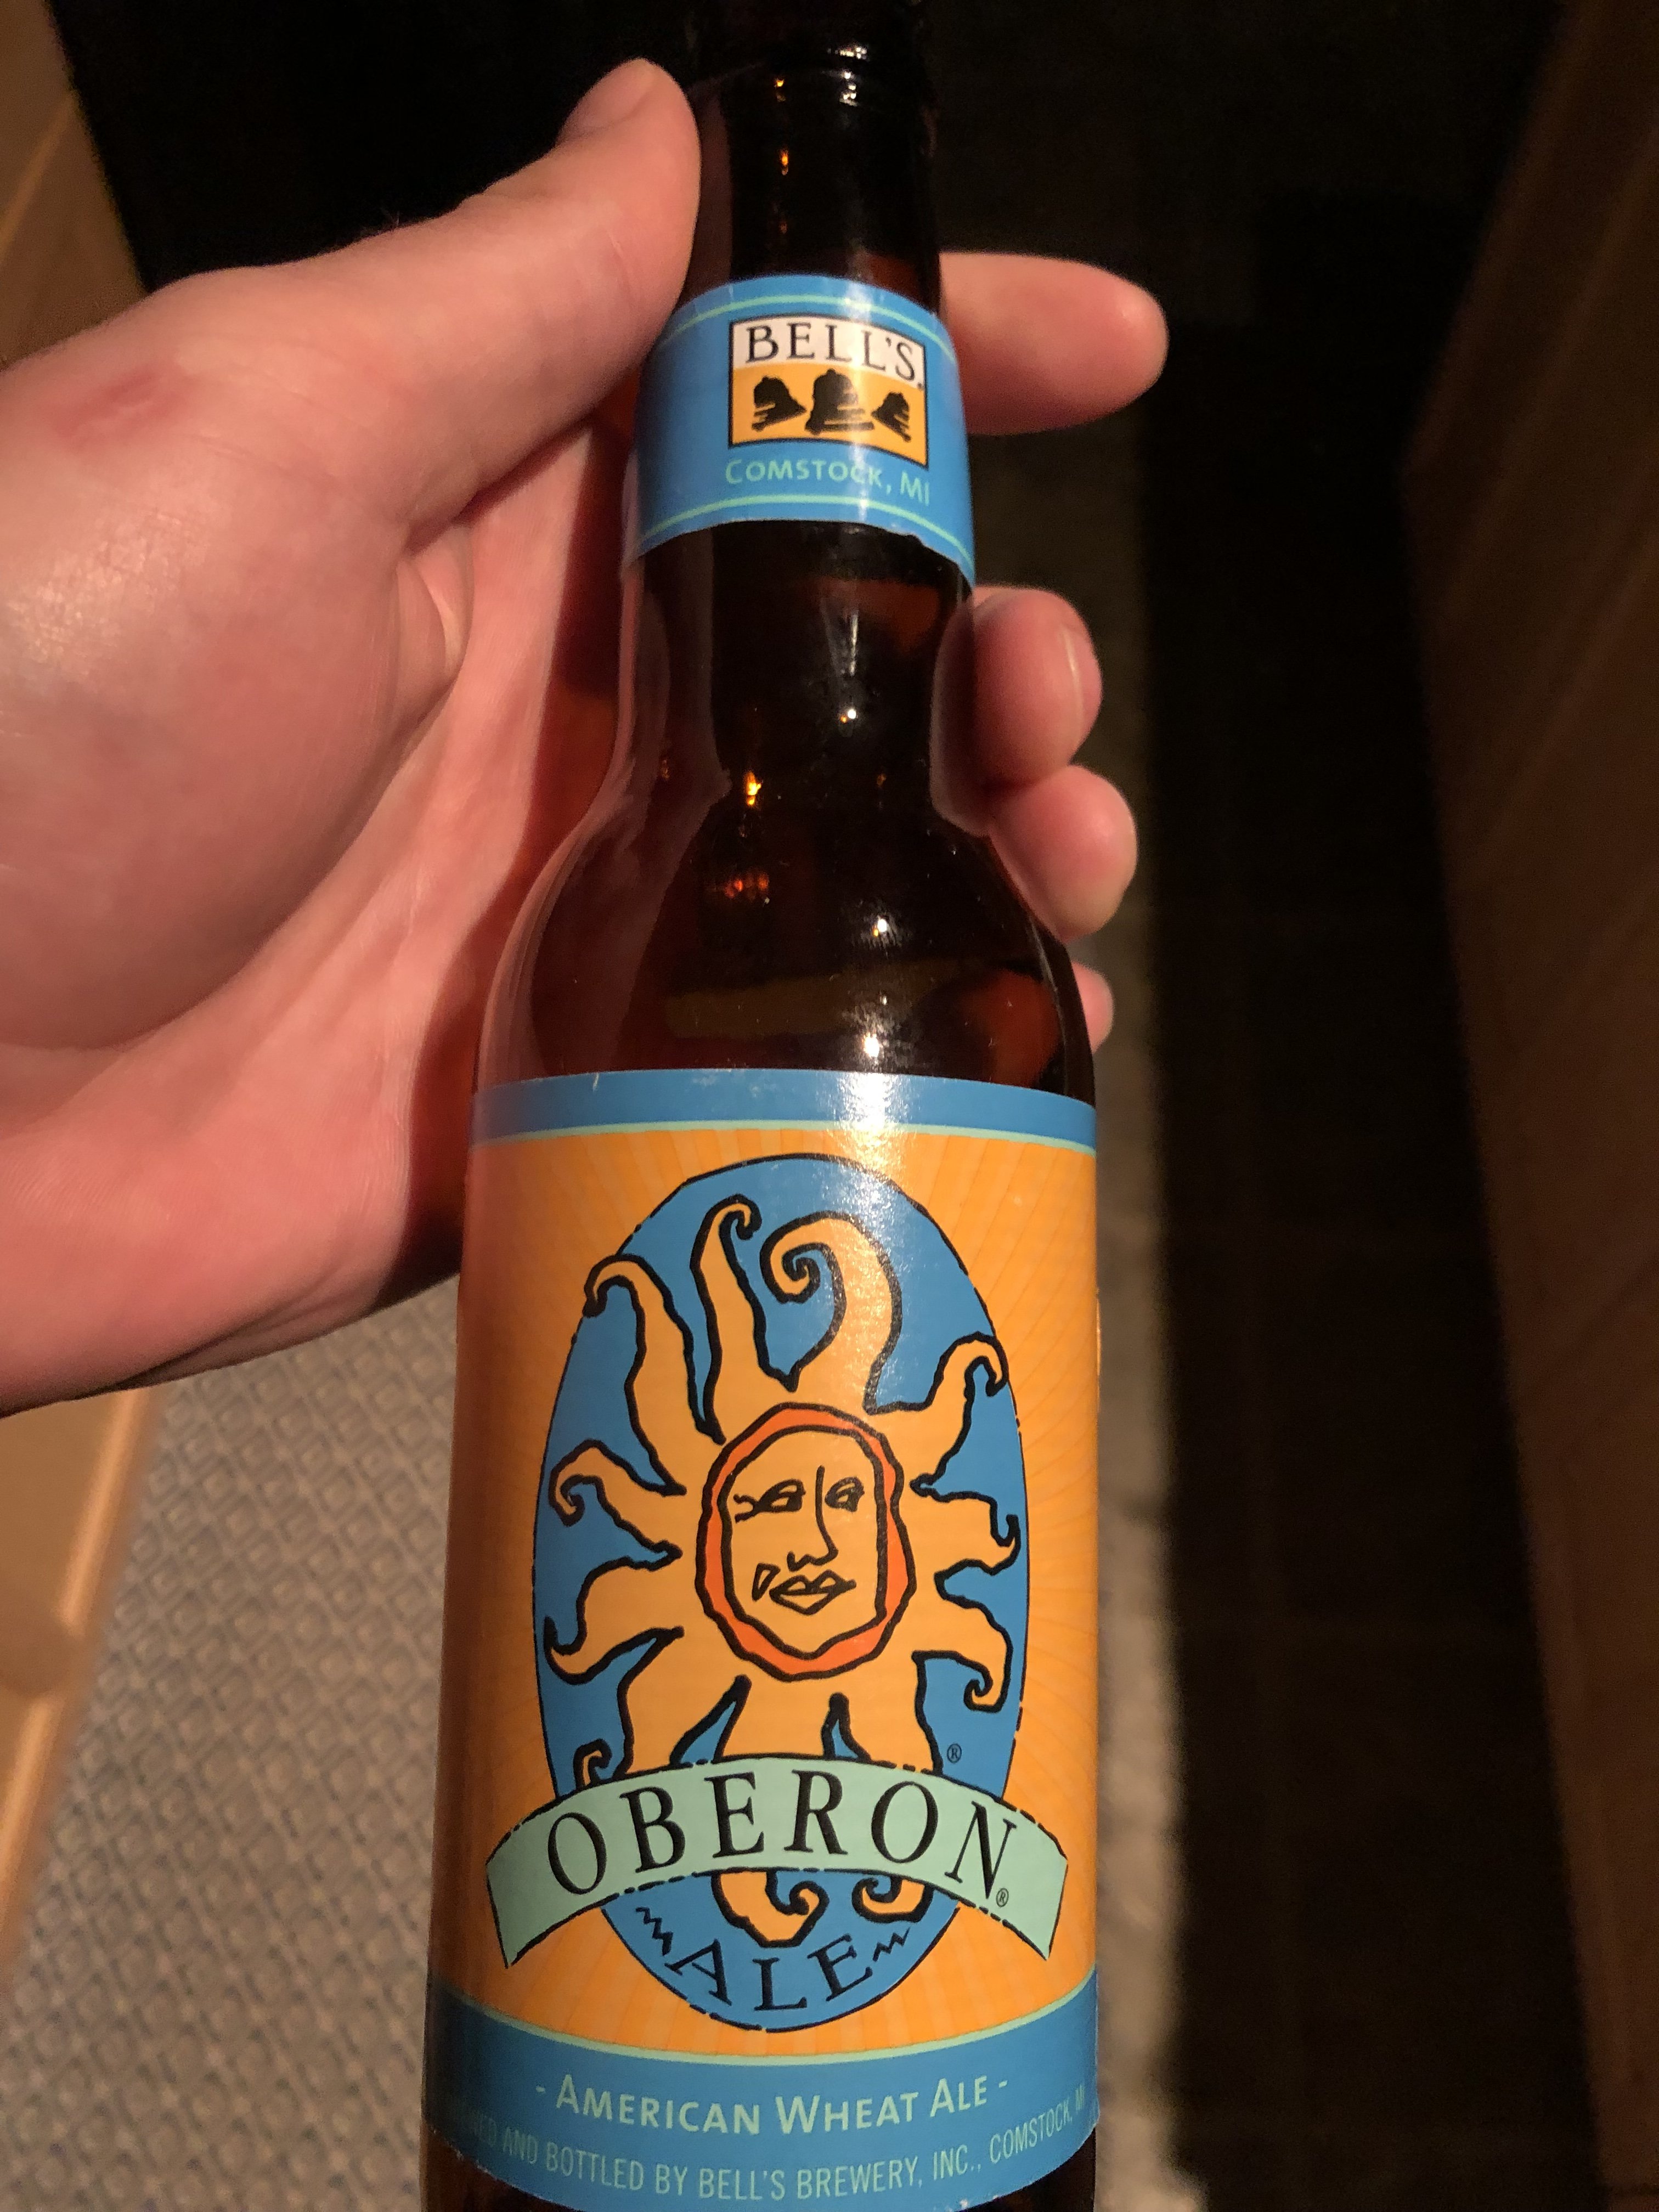 BELL'S®
COMSTOCK, MI
®
OBERON®
ALE
- AMERICAN WHEAT ALE -
AND BOTTLED BY BELL'S BREWERY, INC., COMSTOCK, MI